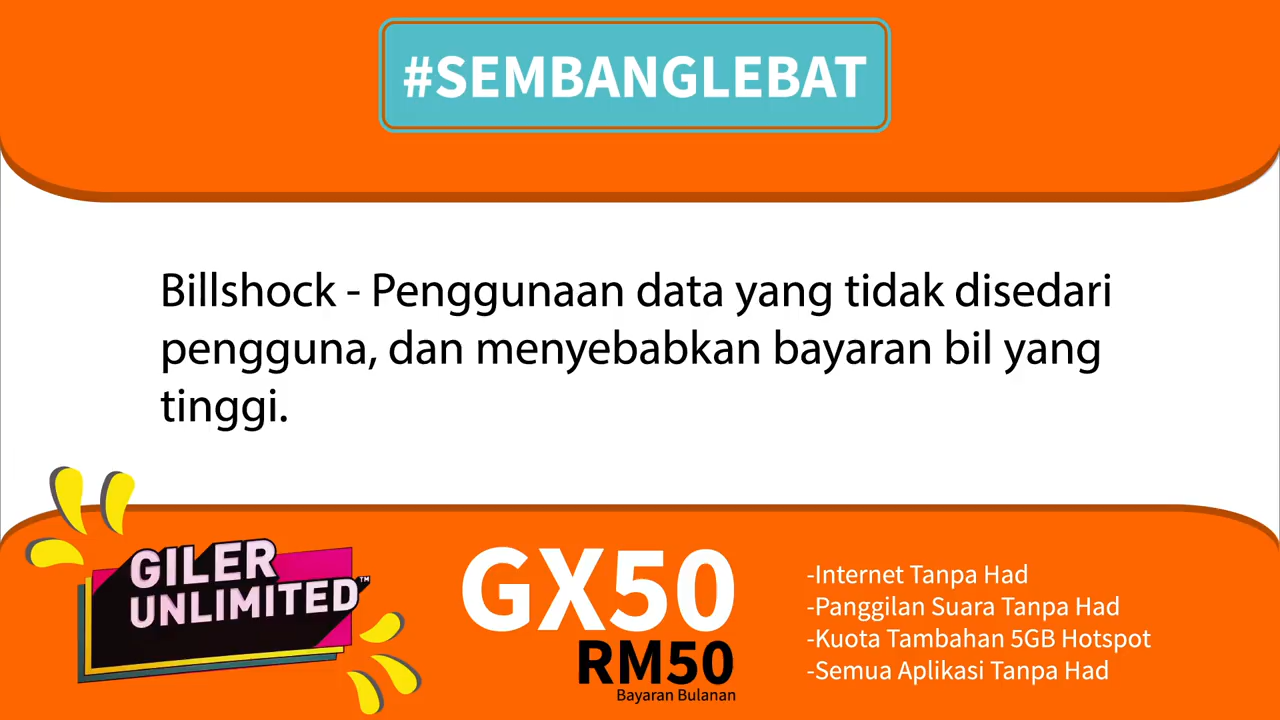 #SEMBANGLEBAT
Billshock - Penggunaan data yang tidak disedari
pengguna, dan menyebabkan bayaran bil yang
tinggi.
GILER
UNLIMITED™
GX50
RM50
Bayaran Bulanan
-Internet Tanpa Had
-Panggilan Suara Tanpa Had
-Kuota Tambahan 5GB Hotspot
-Semua Aplikasi Tanpa Had